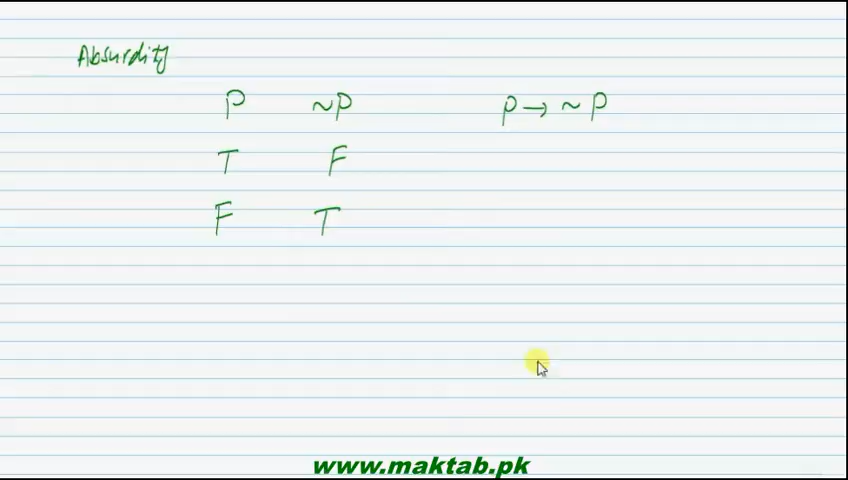 Absurdity
P ~P P → ~P
T F
F T
www.maktab.pk